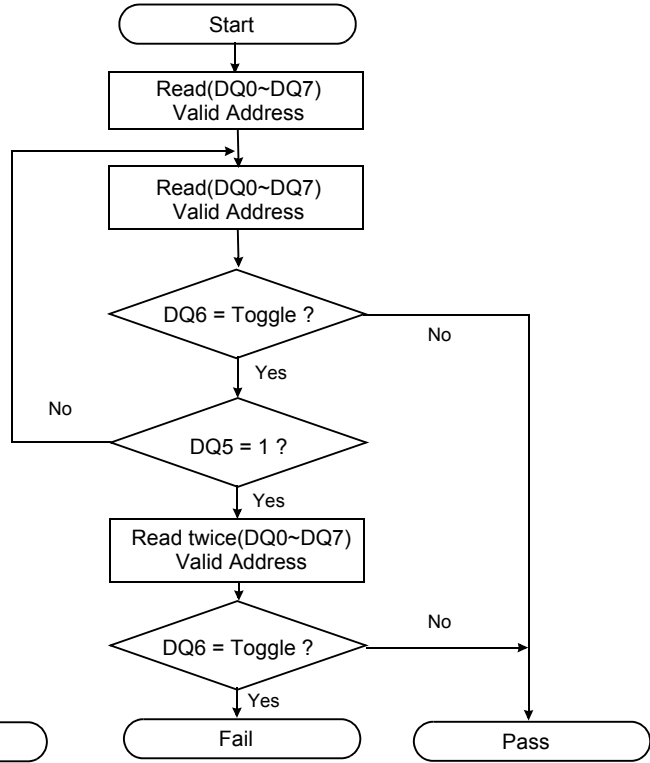 Start
Read(DQ0~DQ7)
Valid Address
Read(DQ0~DQ7)
Valid Address
DQ6 = Toggle ?
No
Yes
No
DQ5 = 1 ?
Yes
Read twice(DQ0~DQ7)
Valid Address
No
DQ6 = Toggle ?
Yes
Fail
Pass